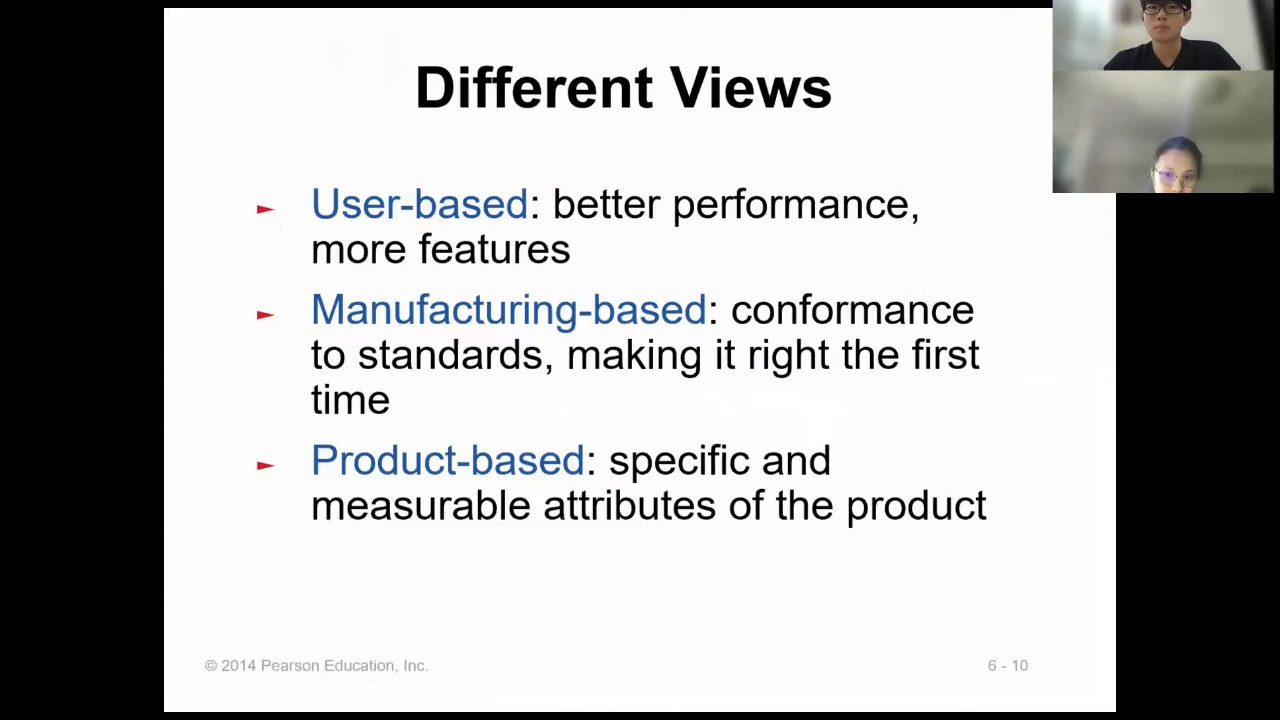 Different Views
► User-based: better performance,
more features
► Manufacturing-based: conformance
to standards, making it right the first
time
► Product-based: specific and
measurable attributes of the product
© 2014 Pearson Education, Inc.
6 - 10